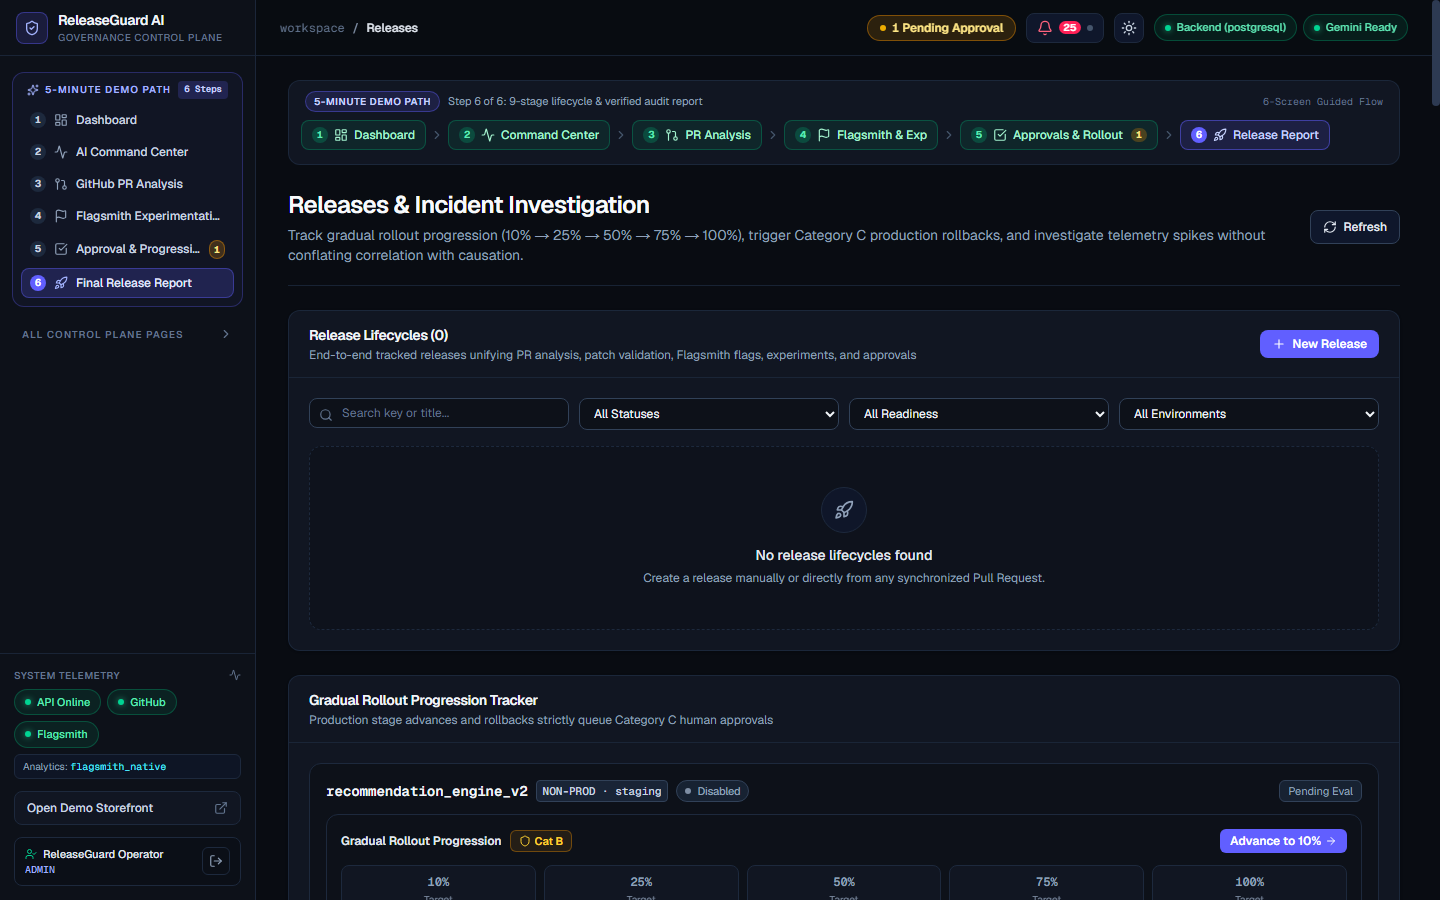 ReleaseGuard AI
GOVERNANCE CONTROL PLANE
5-MINUTE DEMO PATH
6 Steps
1 Dashboard
2 AI Command Center
3 GitHub PR Analysis
4 Flagsmith Experimentati...
5 Approval & Progressi... 1
6 Final Release Report
ALL CONTROL PLANE PAGES
SYSTEM TELEMETRY
API Online
GitHub
Flagsmith
Analytics: flagsmith_native
Open Demo Storefront
ReleaseGuard Operator
ADMIN
workspace / Releases
1 Pending Approval
25
Backend (postgresql)
Gemini Ready
5-MINUTE DEMO PATH Step 6 of 6: 9-stage lifecycle & verified audit report
6-Screen Guided Flow
1 Dashboard
2 Command Center
3 PR Analysis
4 Flagsmith & Exp
5 Approvals & Rollout 1
6 Release Report
Releases & Incident Investigation
Track gradual rollout progression (10% → 25% → 50% → 75% → 100%), trigger Category C production rollbacks, and investigate telemetry spikes without
conflating correlation with causation.
Refresh
Release Lifecycles (0)
End-to-end tracked releases unifying PR analysis, patch validation, Flagsmith flags, experiments, and approvals
New Release
Search key or title...
All Statuses
All Readiness
All Environments
No release lifecycles found
Create a release manually or directly from any synchronized Pull Request.
Gradual Rollout Progression Tracker
Production stage advances and rollbacks strictly queue Category C human approvals
recommendation_engine_v2
NON-PROD · staging
Disabled
Pending Eval
Gradual Rollout Progression
Cat B
Advance to 10% →
10%
Target
25%
Target
50%
Target
75%
Target
100%
Target